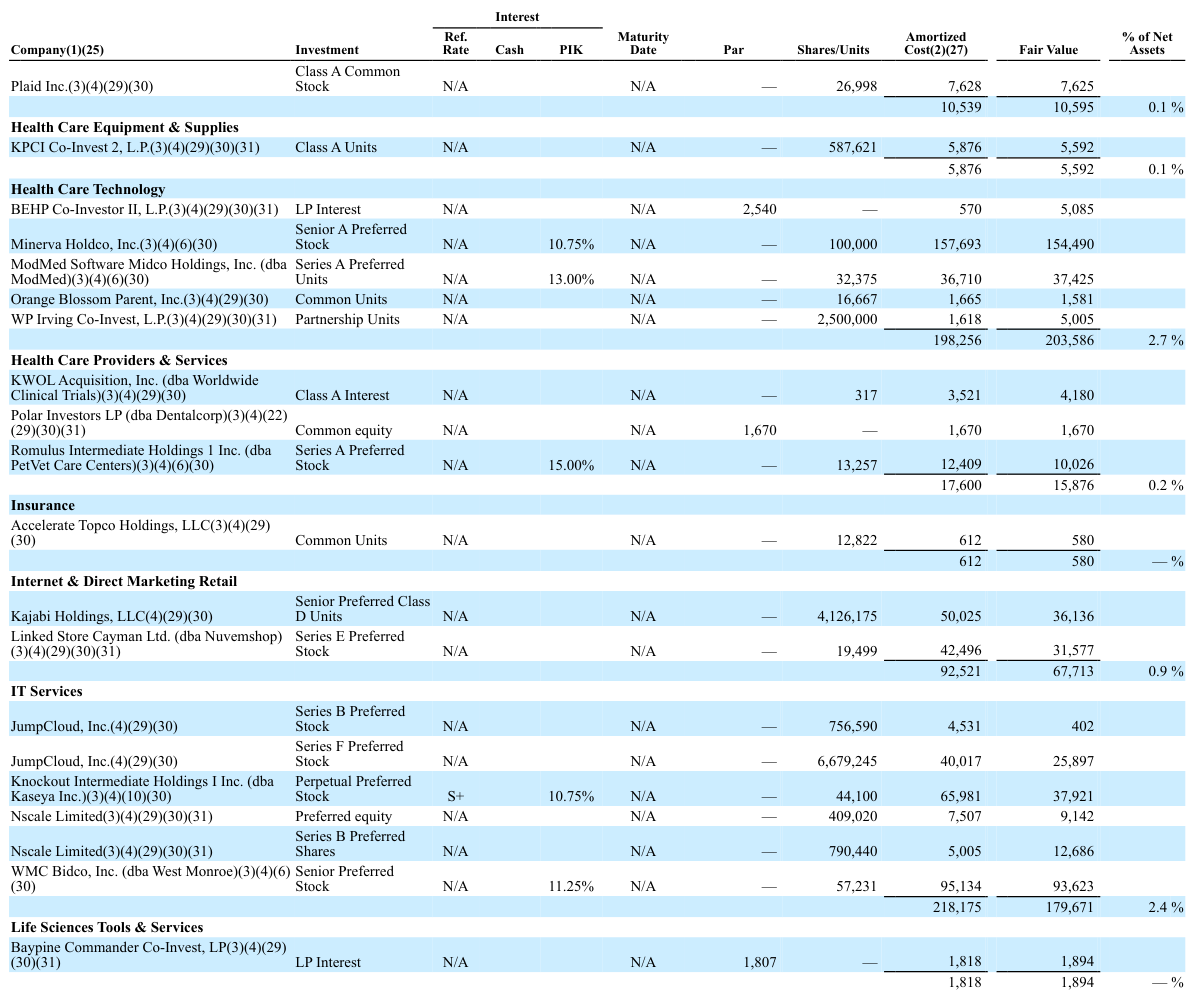 Interest
Company(1)(25) Investment Ref. Rate Cash PIK Maturity Date Par Shares/Units Amortized Cost(2)(27) Fair Value % of Net Assets
Plaid Inc.(3)(4)(29)(30) Class A Common Stock N/A N/A — 26,998 7,628 7,625
10,539 10,595 0.1 %
Health Care Equipment & Supplies
KPCI Co-Invest 2, L.P.(3)(4)(29)(30)(31) Class A Units N/A N/A — 587,621 5,876 5,592
5,876 5,592 0.1 %
Health Care Technology
BEHP Co-Investor II, L.P.(3)(4)(29)(30)(31) LP Interest N/A N/A 2,540 — 570 5,085
Minerva Holdco, Inc.(3)(4)(6)(30) Senior A Preferred Stock N/A 10.75% N/A — 100,000 157,693 154,490
ModMed Software Midco Holdings, Inc. (dba ModMed)(3)(4)(6)(30) Series A Preferred Units N/A 13.00% N/A — 32,375 36,710 37,425
Orange Blossom Parent, Inc.(3)(4)(29)(30) Common Units N/A N/A — 16,667 1,665 1,581
WP Irving Co-Invest, L.P.(3)(4)(29)(30)(31) Partnership Units N/A N/A — 2,500,000 1,618 5,005
198,256 203,586 2.7 %
Health Care Providers & Services
KWOL Acquisition, Inc. (dba Worldwide Clinical Trials)(3)(4)(29)(30) Class A Interest N/A N/A — 317 3,521 4,180
Polar Investors LP (dba Dentalcorp)(3)(4)(22)(29)(30)(31) Common equity N/A N/A 1,670 — 1,670 1,670
Romulus Intermediate Holdings 1 Inc. (dba PetVet Care Centers)(3)(4)(6)(30) Series A Preferred Stock N/A 15.00% N/A — 13,257 12,409 10,026
17,600 15,876 0.2 %
Insurance
Accelerate Topco Holdings, LLC(3)(4)(29)(30) Common Units N/A N/A — 12,822 612 580
612 580 — %
Internet & Direct Marketing Retail
Kajabi Holdings, LLC(4)(29)(30) Senior Preferred Class D Units N/A N/A — 4,126,175 50,025 36,136
Linked Store Cayman Ltd. (dba Nuvemshop)(3)(4)(29)(30)(31) Series E Preferred Stock N/A N/A — 19,499 42,496 31,577
92,521 67,713 0.9 %
IT Services
JumpCloud, Inc.(4)(29)(30) Series B Preferred Stock N/A N/A — 756,590 4,531 402
JumpCloud, Inc.(4)(29)(30) Series F Preferred Stock N/A N/A — 6,679,245 40,017 25,897
Knockout Intermediate Holdings I Inc. (dba Kaseya Inc.)(3)(4)(10)(30) Perpetual Preferred Stock S+ 10.75% N/A — 44,100 65,981 37,921
Nscale Limited(3)(4)(29)(30)(31) Preferred equity N/A N/A — 409,020 7,507 9,142
Nscale Limited(3)(4)(29)(30)(31) Series B Preferred Shares N/A N/A — 790,440 5,005 12,686
WMC Bidco, Inc. (dba West Monroe)(3)(4)(6)(30) Senior Preferred Stock N/A 11.25% N/A — 57,231 95,134 93,623
218,175 179,671 2.4 %
Life Sciences Tools & Services
Baypine Commander Co-Invest, LP(3)(4)(29)(30)(31) LP Interest N/A N/A 1,807 — 1,818 1,894
1,818 1,894 — %